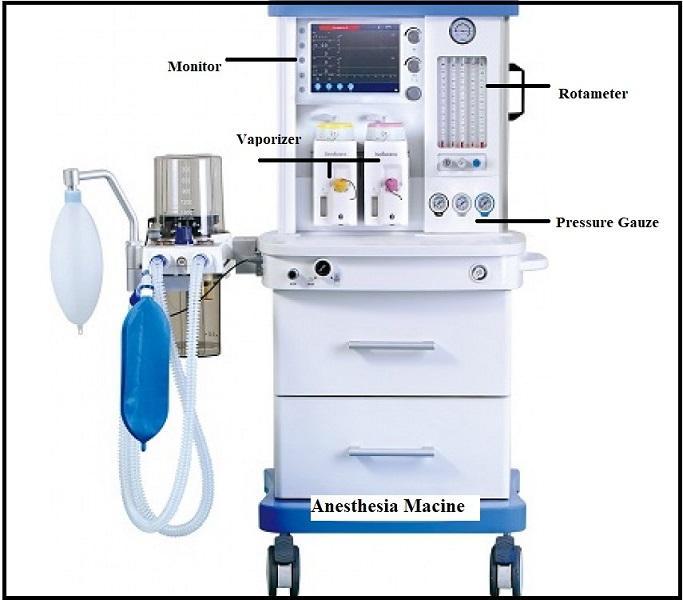 Monitor
Rotameter
Vaporizer
Pressure Gauze
Anesthesia Macine